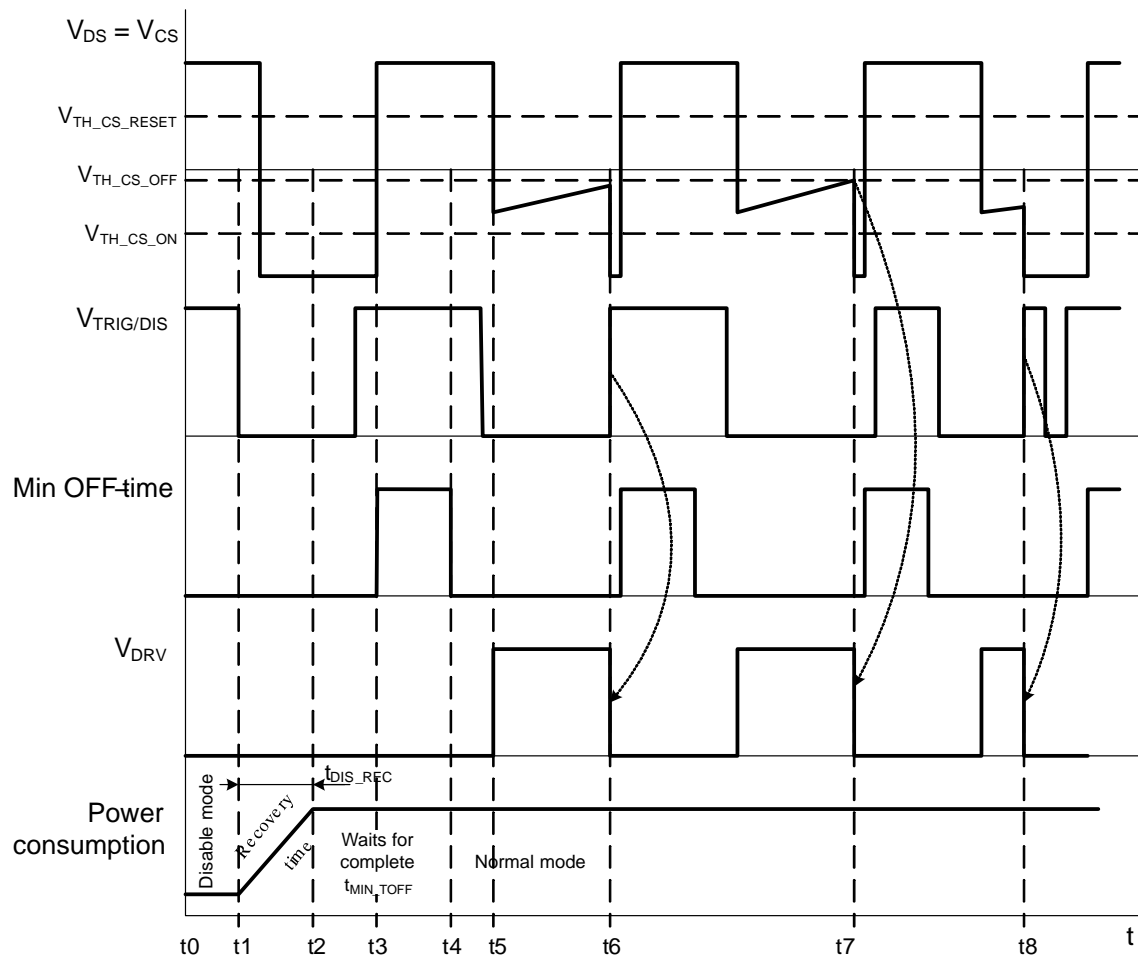 VDS = VCS
VTH_CS_RESET
VTH_CS_OFF
VTH_CS_ON
VTRIG/DIS
Min OFF–time
VDRV
tDIS_REC
Power
consumption
Disable mode
Recovery
time
Waits for
complete
tMIN_TOFF
Normal mode
t0 t1 t2 t3 t4 t5 t6 t7 t8 t